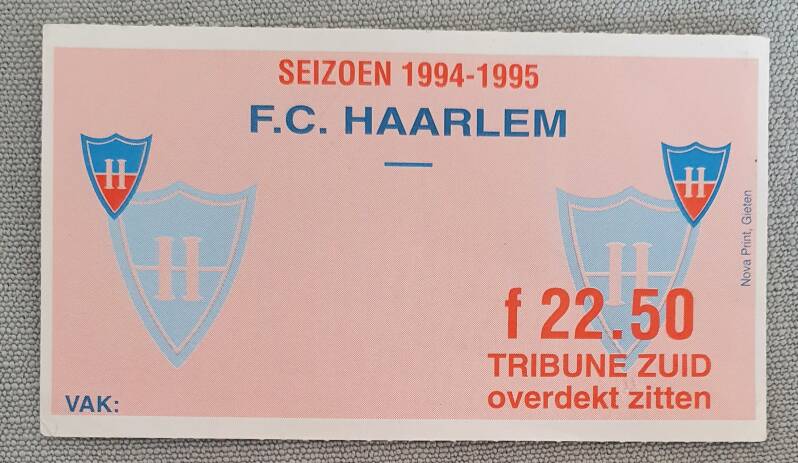 SEIZOEN 1994-1995
F.C. HAARLEM
H
H
H
H
Nova Print, Gieten
f 22.50
TRIBUNE ZUID
overdekt zitten
VAK: